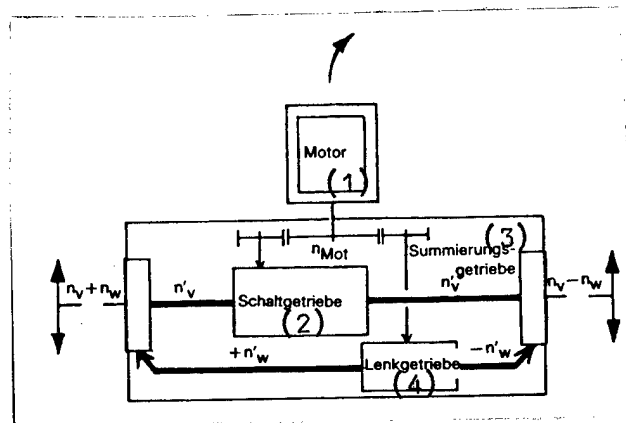 Motor
(1)
n_Mot
(3)
Summierungs-
getriebe
n_v + n_w
n'_v
Schaltgetriebe
(2)
n'_v
n_v – n_w
+n'_w
Lenkgetriebe
(4)
–n'_w